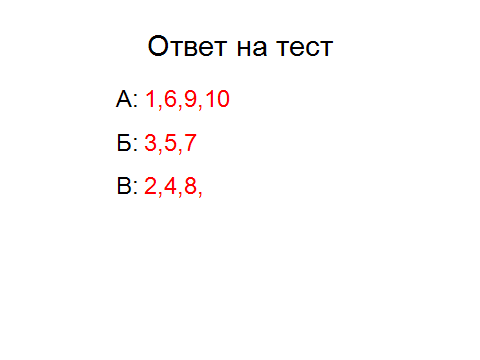 Ответ на тест
А: 1,6,9,10
Б: 3,5,7
В: 2,4,8,